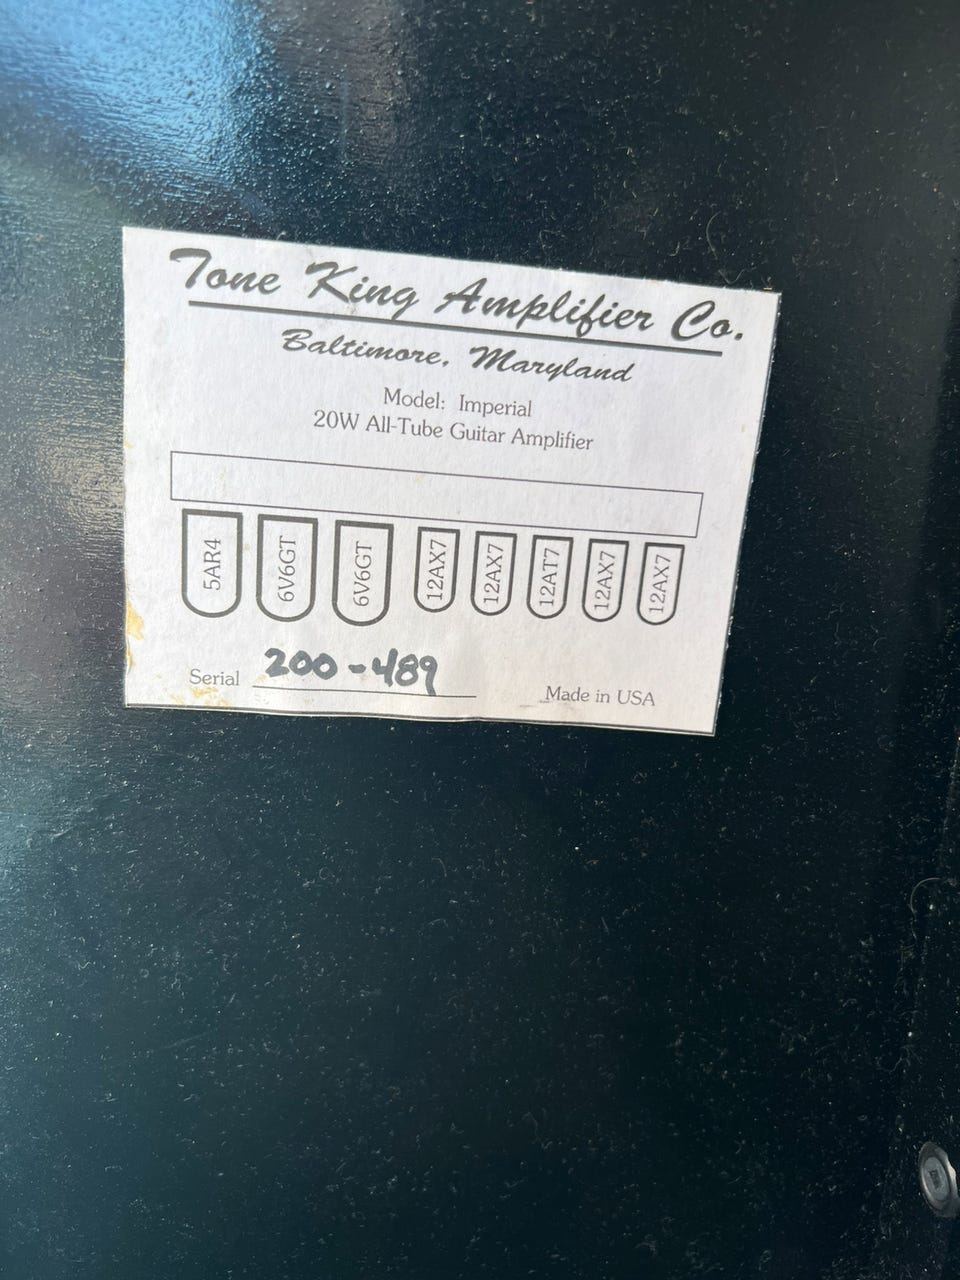 Tone King Amplifier Co.
Baltimore, Maryland
Model: Imperial
20W All-Tube Guitar Amplifier
5AR4 6V6GT 6V6GT 12AX7 12AX7 12AT7 12AX7 12AX7
Serial 200-489 Made in USA